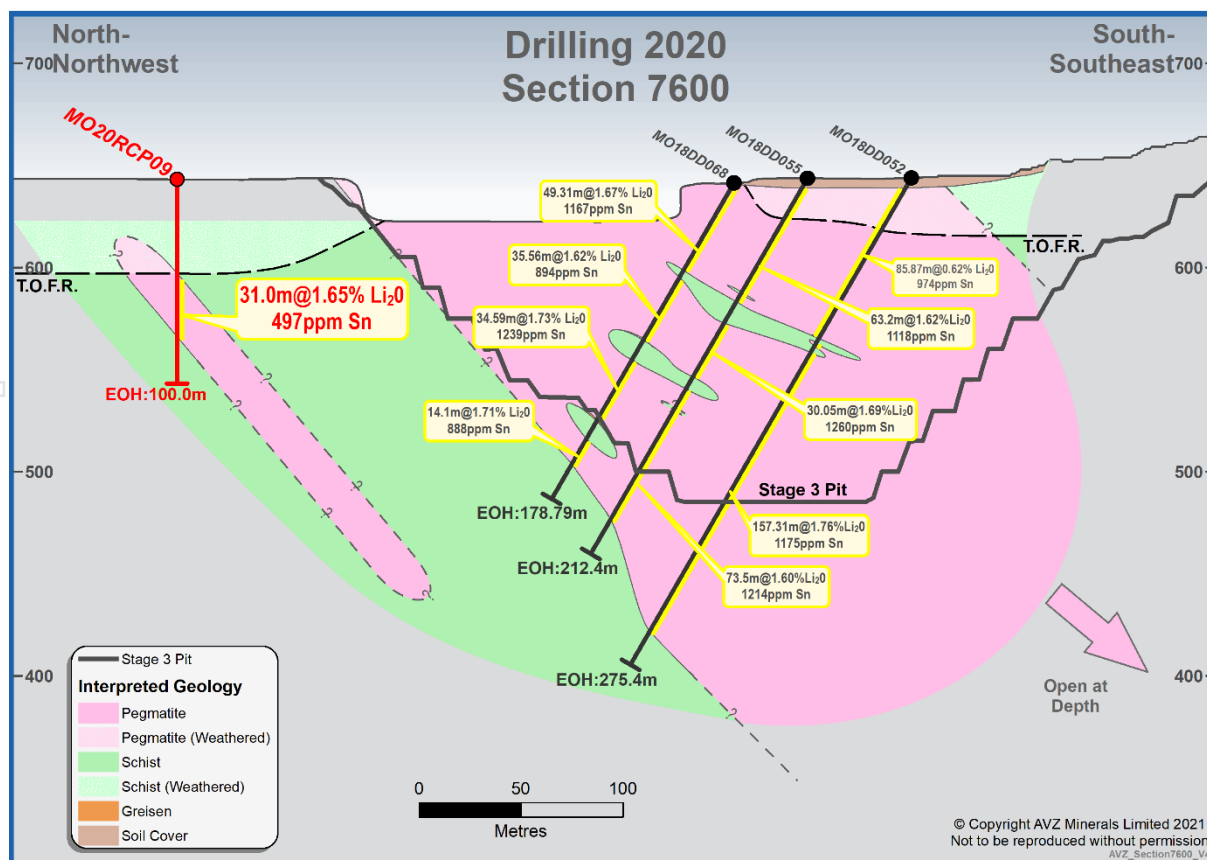 North-
Northwest
Drilling 2020
Section 7600
South-
Southeast
700
700
MO20RCP09
MO18DD068
MO18DD055
MO18DD052
49.31m@1.67% Li₂0
1167ppm Sn
35.56m@1.62% Li₂0
894ppm Sn
T.O.F.R.
600
600
85.87m@0.62% Li₂0
974ppm Sn
T.O.F.R.
31.0m@1.65% Li₂0
497ppm Sn
34.59m@1.73% Li₂0
1239ppm Sn
63.2m@1.62%Li₂0
1118ppm Sn
EOH:100.0m
14.1m@1.71% Li₂0
888ppm Sn
30.05m@1.69%Li₂0
1260ppm Sn
500
500
Stage 3 Pit
EOH:178.79m
157.31m@1.76%Li₂0
1175ppm Sn
EOH:212.4m
73.5m@1.60%Li₂0
1214ppm Sn
EOH:275.4m
400
400
Open at
Depth
Stage 3 Pit
Interpreted Geology
Pegmatite
Pegmatite (Weathered)
Schist
Schist (Weathered)
Greisen
Soil Cover
0 50 100
Metres
© Copyright AVZ Minerals Limited 2021
Not to be reproduced without permission
AVZ_Section7600_V4